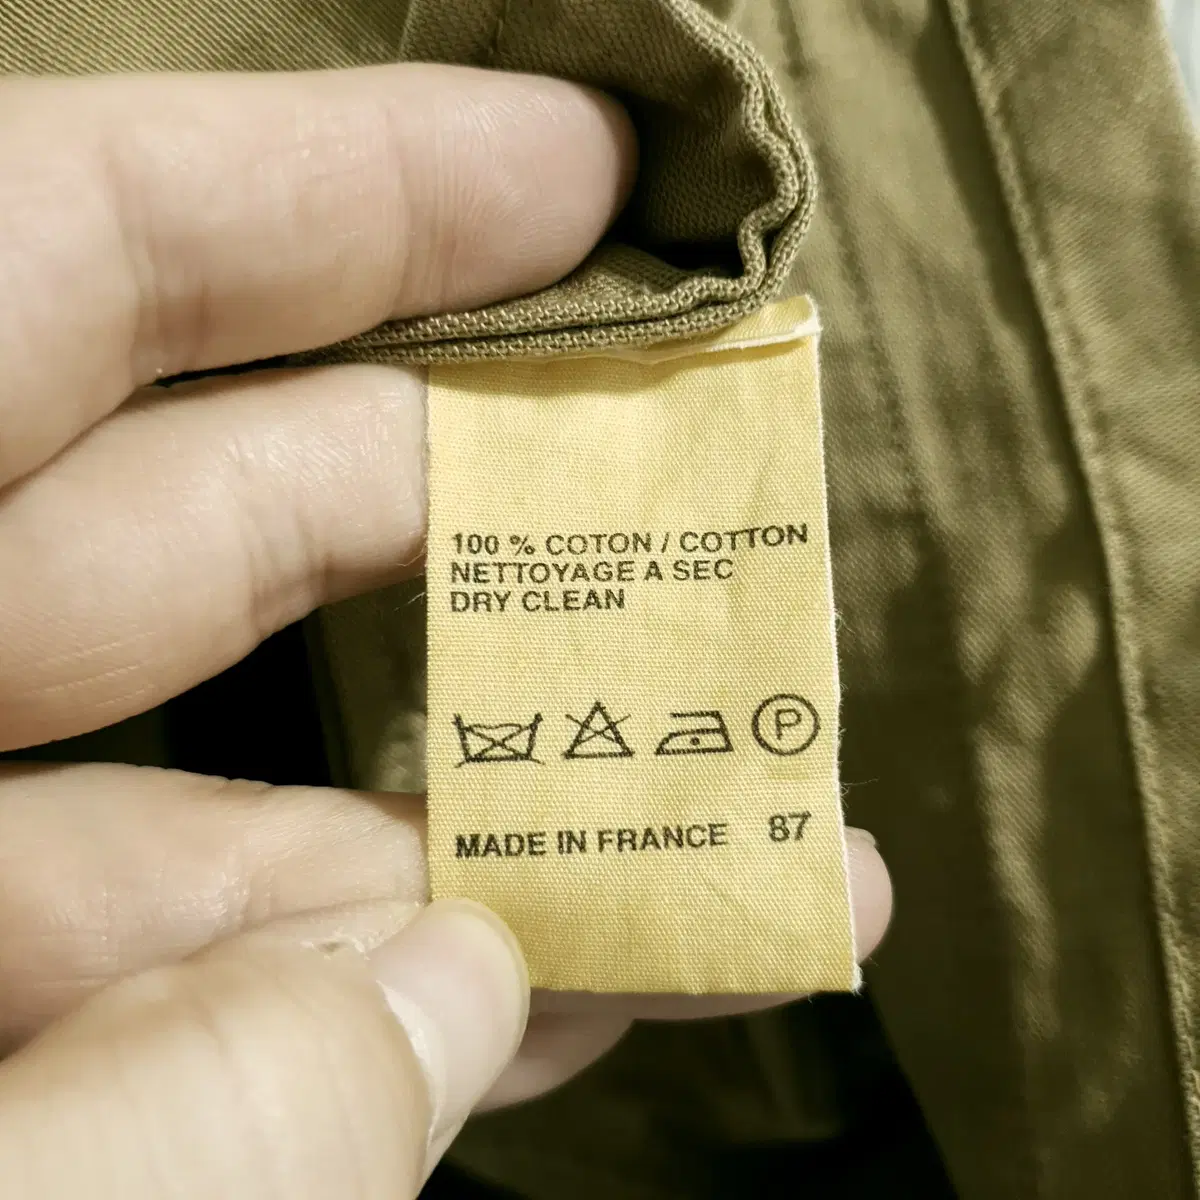 100 % COTON / COTTON
NETTOYAGE A SEC
DRY CLEAN
P
MADE IN FRANCE 87